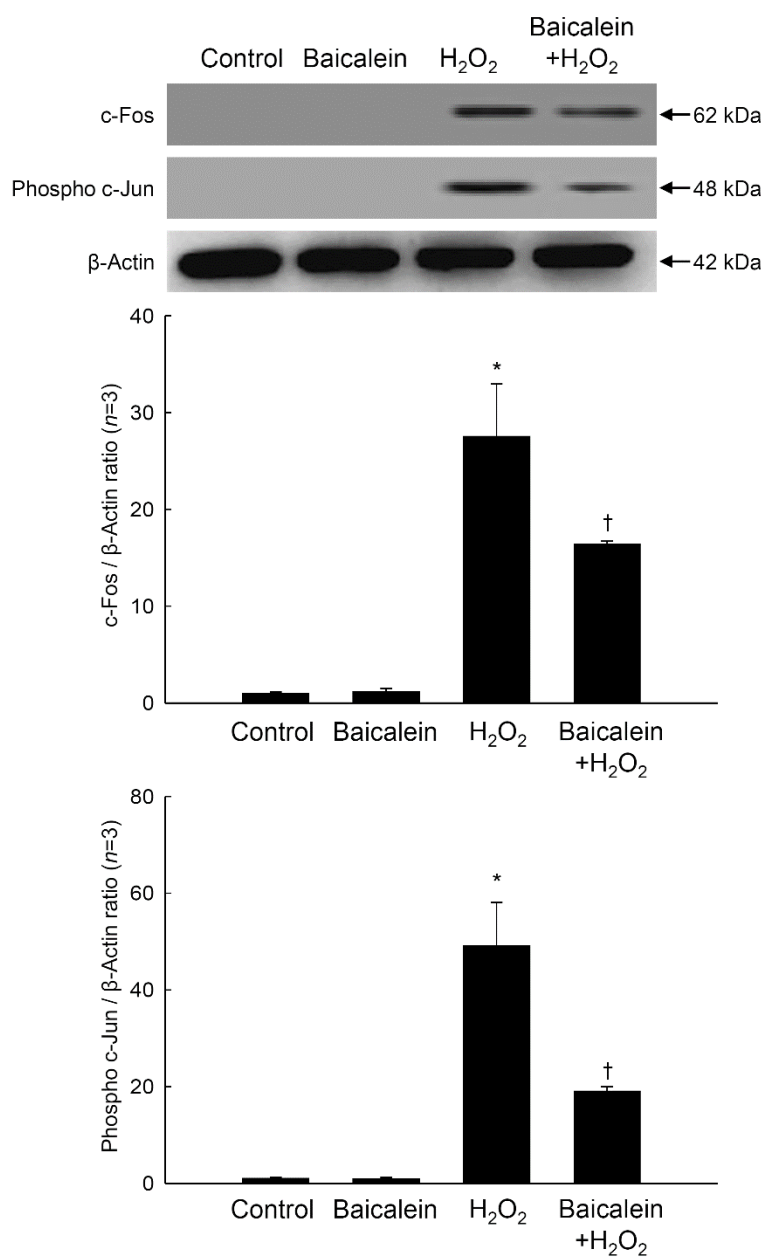 Baicalein
Control Baicalein H₂O₂ +H₂O₂
c-Fos 62 kDa
Phospho c-Jun 48 kDa
β-Actin 42 kDa
c-Fos / β-Actin ratio (n=3)
40
30
20
10
0
*
†
Control Baicalein H₂O₂ Baicalein
+H₂O₂
Phospho c-Jun / β-Actin ratio (n=3)
80
60
40
20
0
*
†
Control Baicalein H₂O₂ Baicalein
+H₂O₂